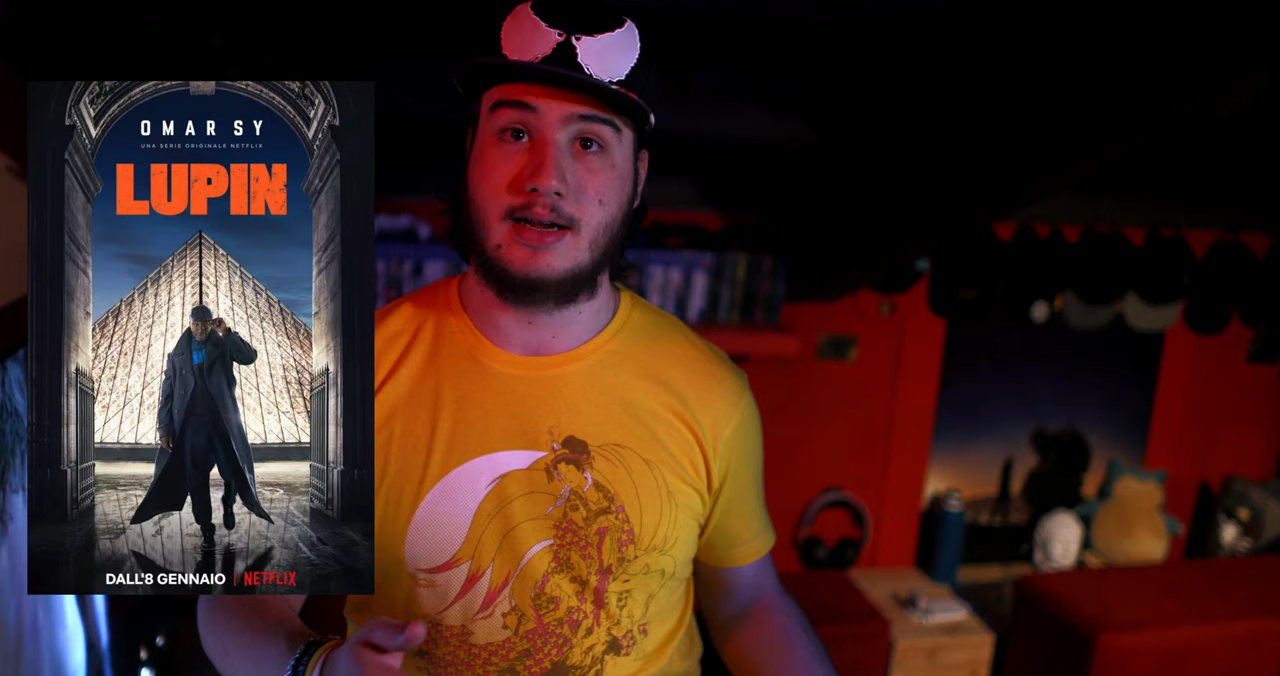 OMAR SY
UNA SERIE ORIGINALE NETFLIX
LUPIN
DALL'8 GENNAIO | NETFLIX